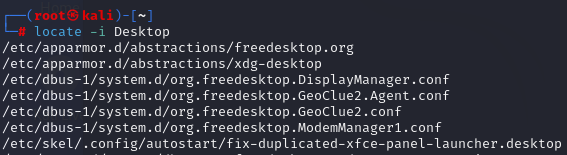 ┌──(root㉿kali)-[~]
└─# locate -i Desktop
/etc/apparmor.d/abstractions/freedesktop.org
/etc/apparmor.d/abstractions/xdg-desktop
/etc/dbus-1/system.d/org.freedesktop.DisplayManager.conf
/etc/dbus-1/system.d/org.freedesktop.GeoClue2.Agent.conf
/etc/dbus-1/system.d/org.freedesktop.GeoClue2.conf
/etc/dbus-1/system.d/org.freedesktop.ModemManager1.conf
/etc/skel/.config/autostart/fix-duplicated-xfce-panel-launcher.desktop